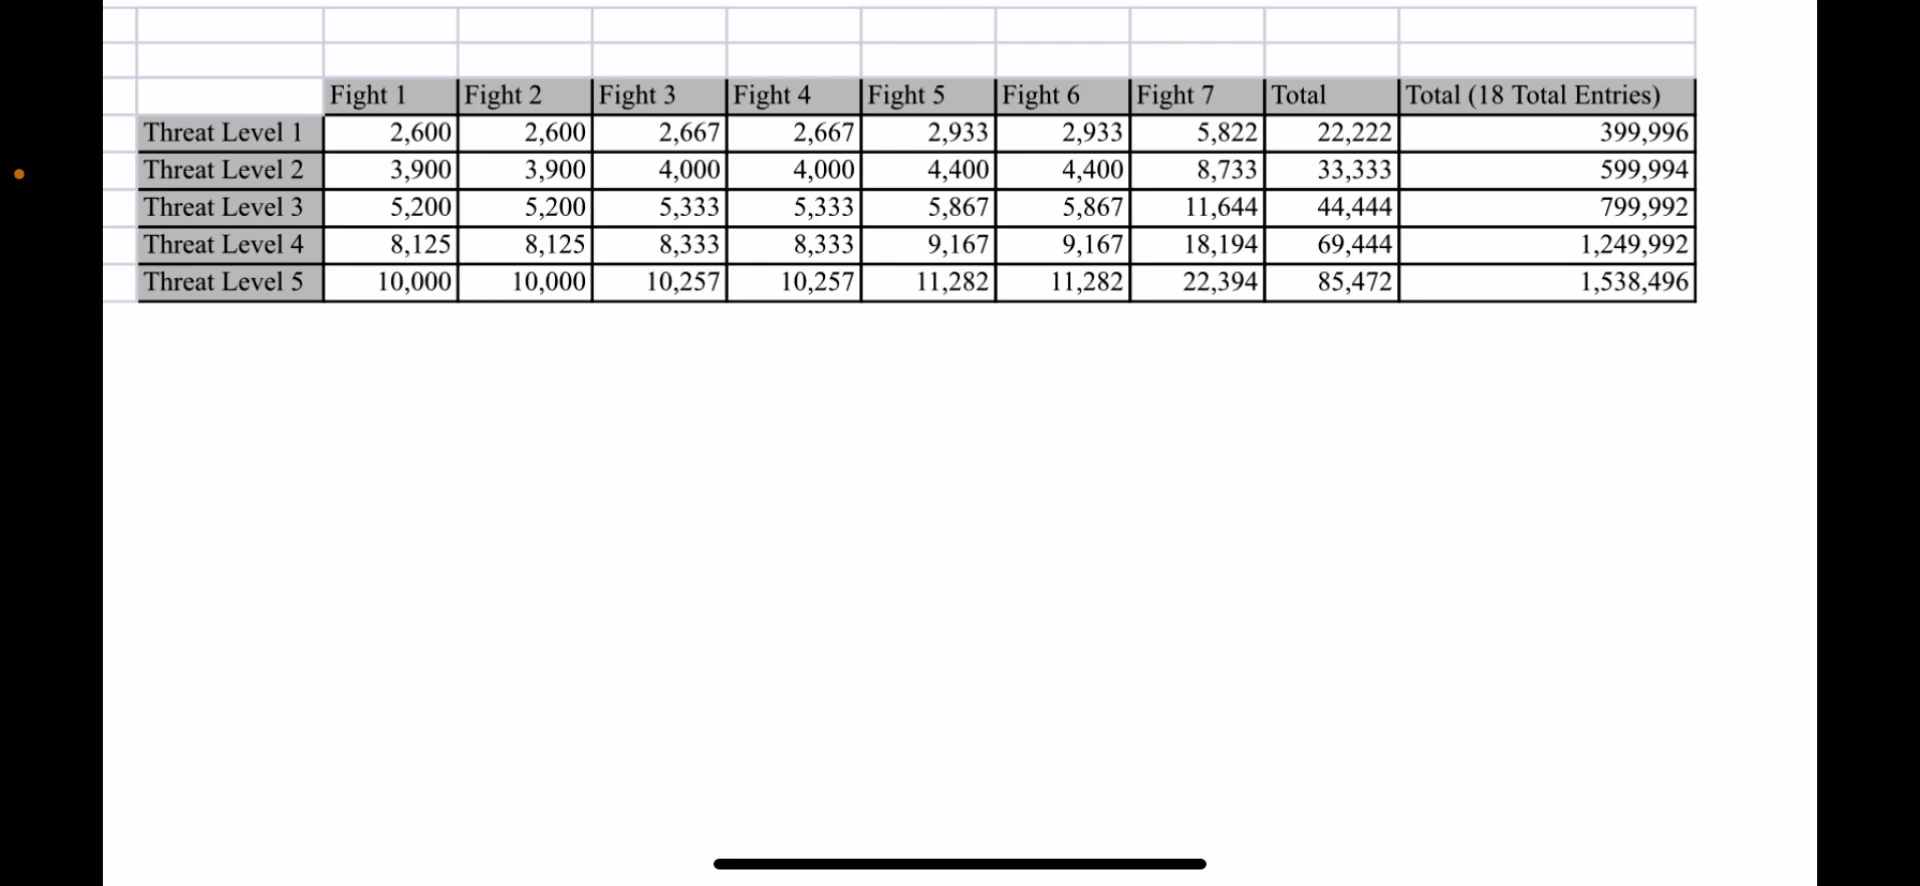 Fight 1 Fight 2 Fight 3 Fight 4 Fight 5 Fight 6 Fight 7 Total Total (18 Total Entries)
Threat Level 1 2,600 2,600 2,667 2,667 2,933 2,933 5,822 22,222 399,996
Threat Level 2 3,900 3,900 4,000 4,000 4,400 4,400 8,733 33,333 599,994
Threat Level 3 5,200 5,200 5,333 5,333 5,867 5,867 11,644 44,444 799,992
Threat Level 4 8,125 8,125 8,333 8,333 9,167 9,167 18,194 69,444 1,249,992
Threat Level 5 10,000 10,000 10,257 10,257 11,282 11,282 22,394 85,472 1,538,496